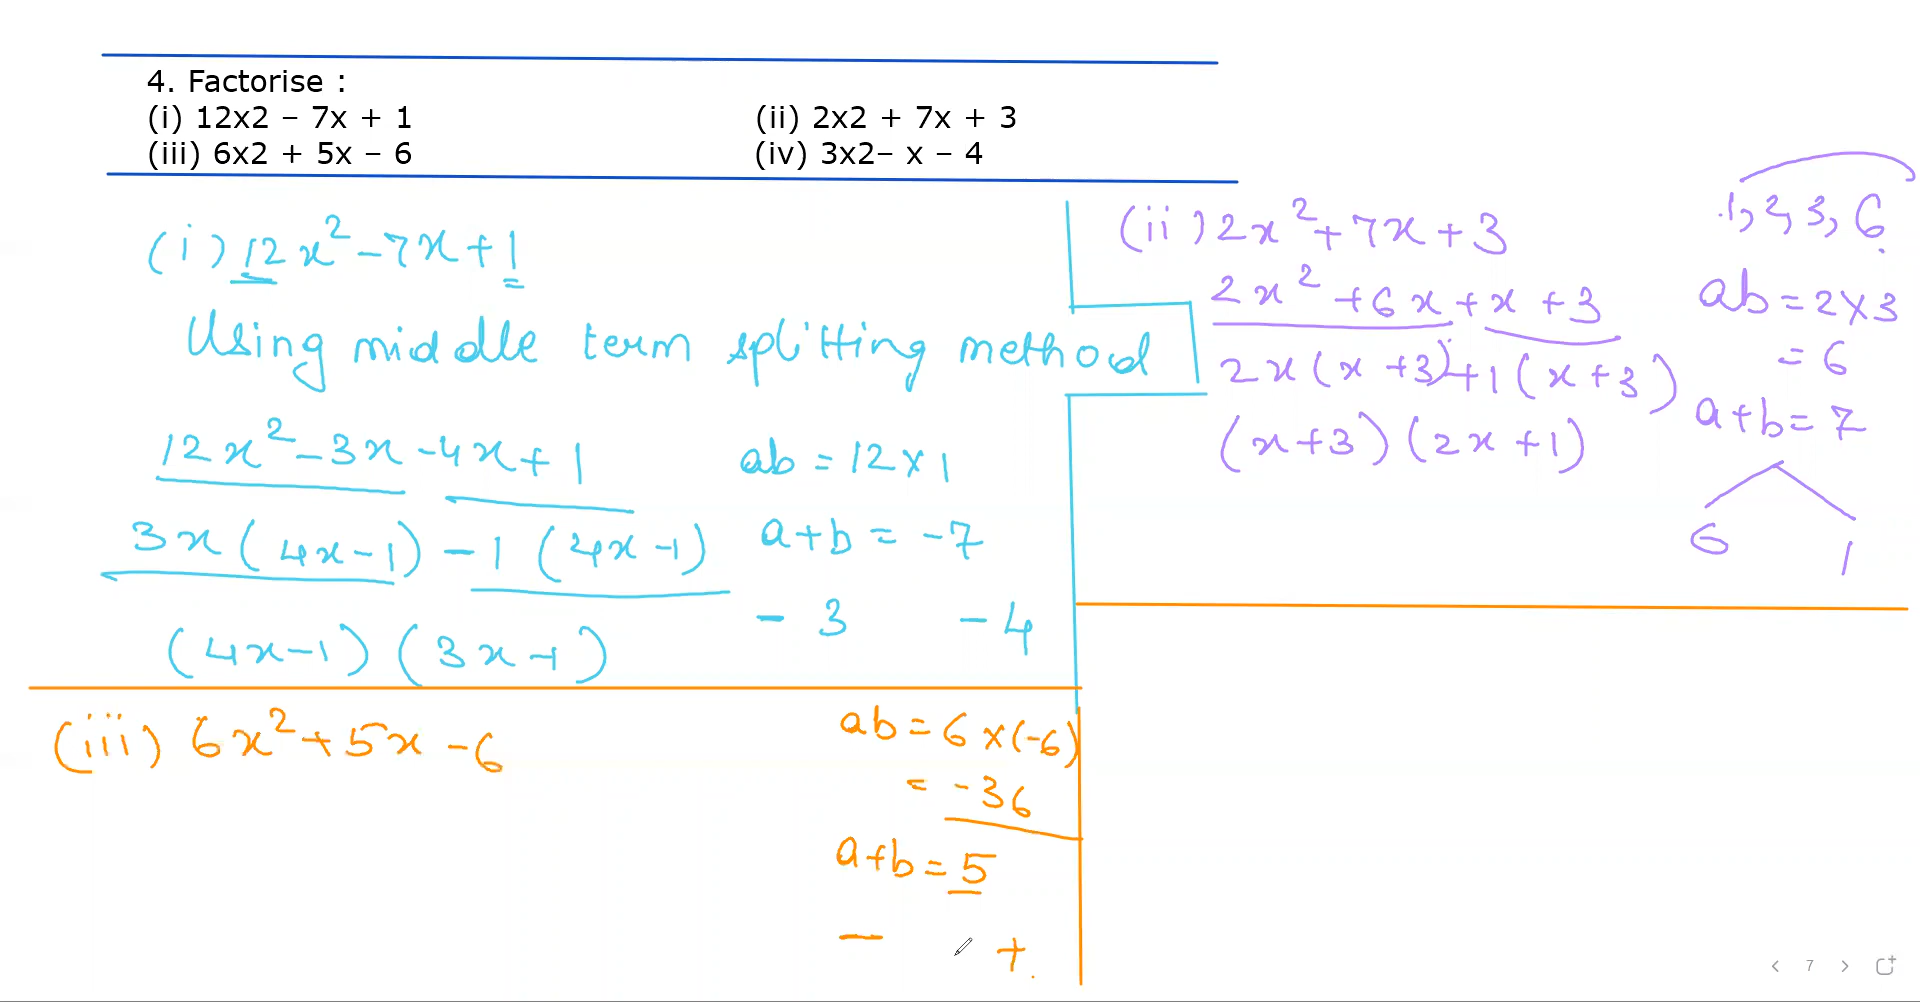 4. Factorise :
(i) 12x2 – 7x + 1 (ii) 2x2 + 7x + 3
(iii) 6x2 + 5x – 6 (iv) 3x2– x – 4
(i) 12x² - 7x + 1
Using middle term splitting method
12x² - 3x - 4x + 1
3x(4x-1) - 1(4x-1)
(4x-1)(3x-1)
ab = 12 x 1
a+b = -7
- 3 - 4
(ii) 2x² + 7x + 3
2x² + 6x + x + 3
2x(x+3) + 1(x+3)
(x+3)(2x+1)
1, 2, 3, 6
ab = 2x3
= 6
a+b = 7
6 1
(iii) 6x² + 5x - 6
ab = 6 x (-6)
= -36
a+b = 5
- +
7